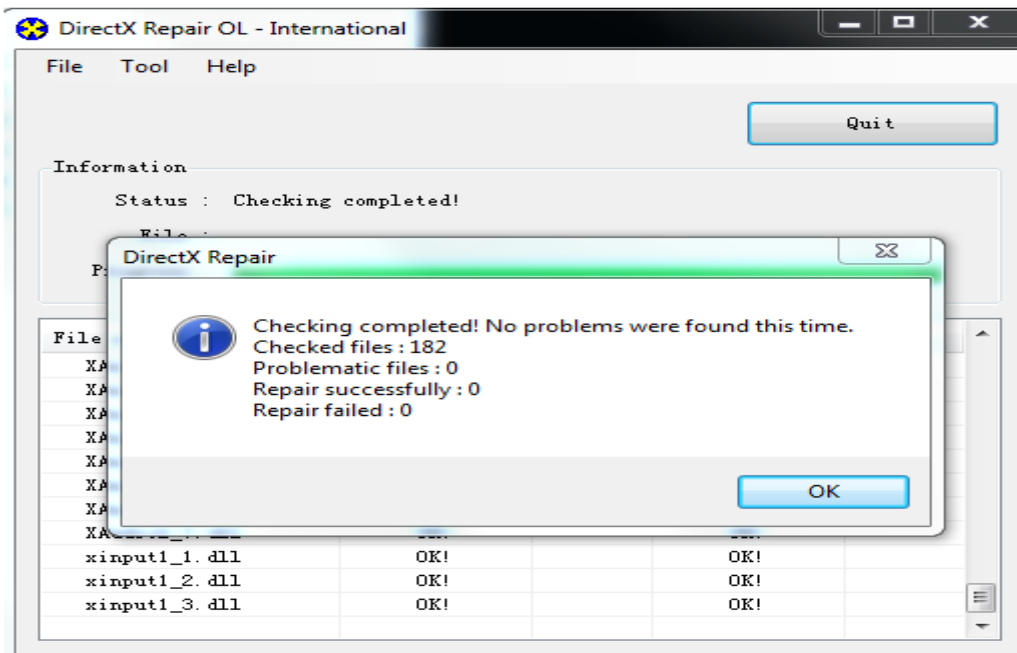 DirectX Repair OL - International
File Tool Help
Quit
Information
Status : Checking completed!
File :
DirectX Repair
Checking completed! No problems were found this time.
Checked files : 182
Problematic files : 0
Repair successfully : 0
Repair failed : 0
OK
File
xinput1_1.dll OK! OK!
xinput1_2.dll OK! OK!
xinput1_3.dll OK! OK!